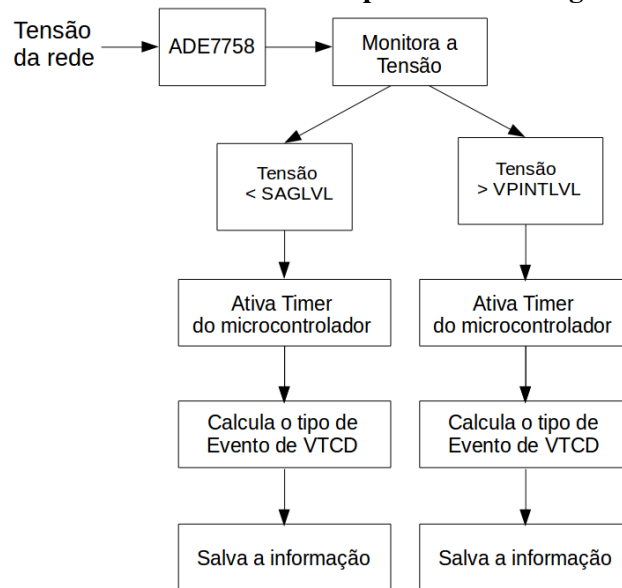 Tensão
da rede
ADE7758
Monitora a
Tensão
Tensão
< SAGLVL
Tensão
> VPINTLVL
Ativa Timer
do microcontrolador
Ativa Timer
do microcontrolador
Calcula o tipo de
Evento de VTCD
Calcula o tipo de
Evento de VTCD
Salva a informação
Salva a informação